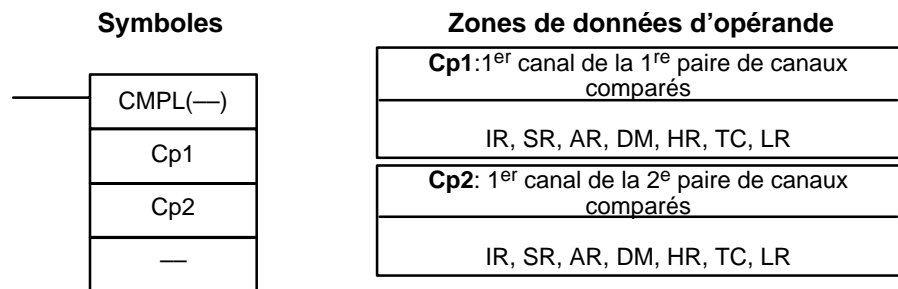 Symboles
CMPL(––)
Cp1
Cp2
––
Zones de données d’opérande
Cp1:1er canal de la 1re paire de canaux
comparés
IR, SR, AR, DM, HR, TC, LR
Cp2: 1er canal de la 2e paire de canaux
comparés
IR, SR, AR, DM, HR, TC, LR